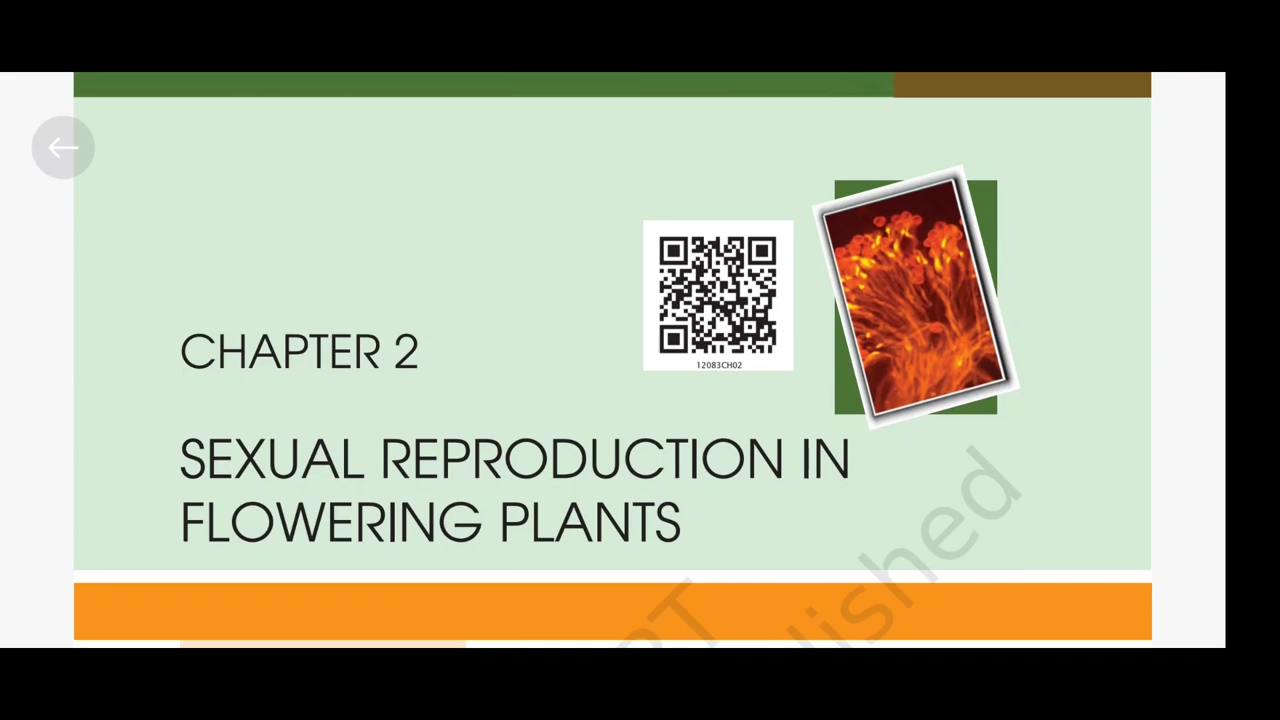 12083CH02
CHAPTER 2
SEXUAL REPRODUCTION IN
FLOWERING PLANTS